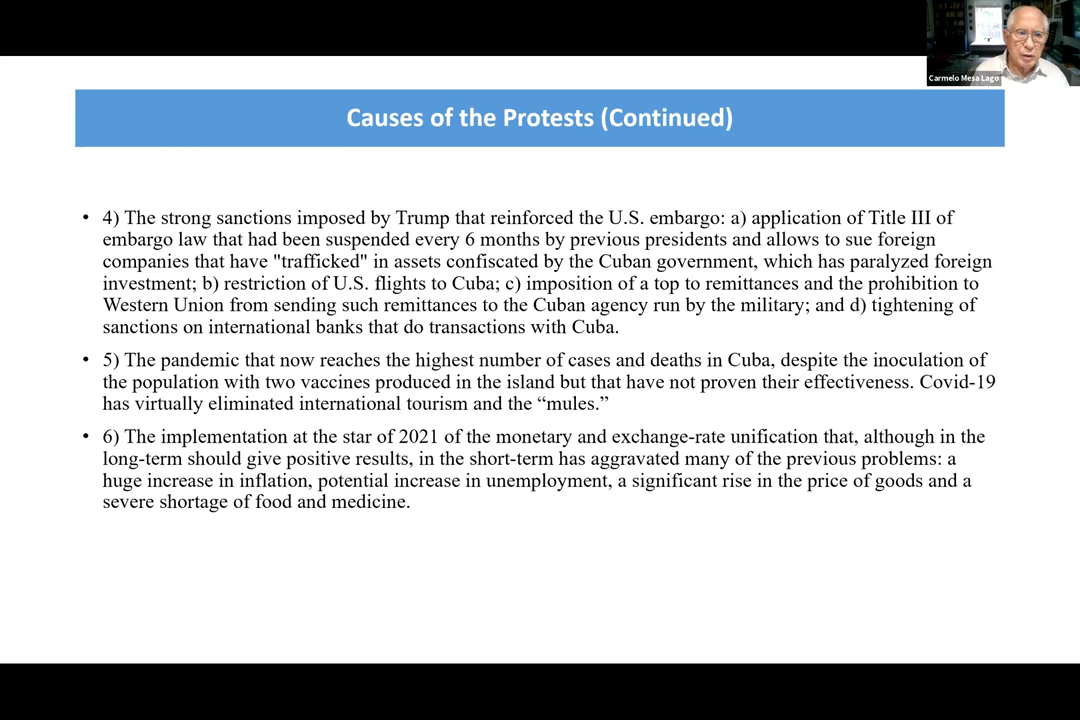 Carmelo Mesa Lago
Causes of the Protests (Continued)
• 4) The strong sanctions imposed by Trump that reinforced the U.S. embargo: a) application of Title III of
embargo law that had been suspended every 6 months by previous presidents and allows to sue foreign
companies that have "trafficked" in assets confiscated by the Cuban government, which has paralyzed foreign
investment; b) restriction of U.S. flights to Cuba; c) imposition of a top to remittances and the prohibition to
Western Union from sending such remittances to the Cuban agency run by the military; and d) tightening of
sanctions on international banks that do transactions with Cuba.
• 5) The pandemic that now reaches the highest number of cases and deaths in Cuba, despite the inoculation of
the population with two vaccines produced in the island but that have not proven their effectiveness. Covid-19
has virtually eliminated international tourism and the “mules.”
• 6) The implementation at the star of 2021 of the monetary and exchange-rate unification that, although in the
long-term should give positive results, in the short-term has aggravated many of the previous problems: a
huge increase in inflation, potential increase in unemployment, a significant rise in the price of goods and a
severe shortage of food and medicine.